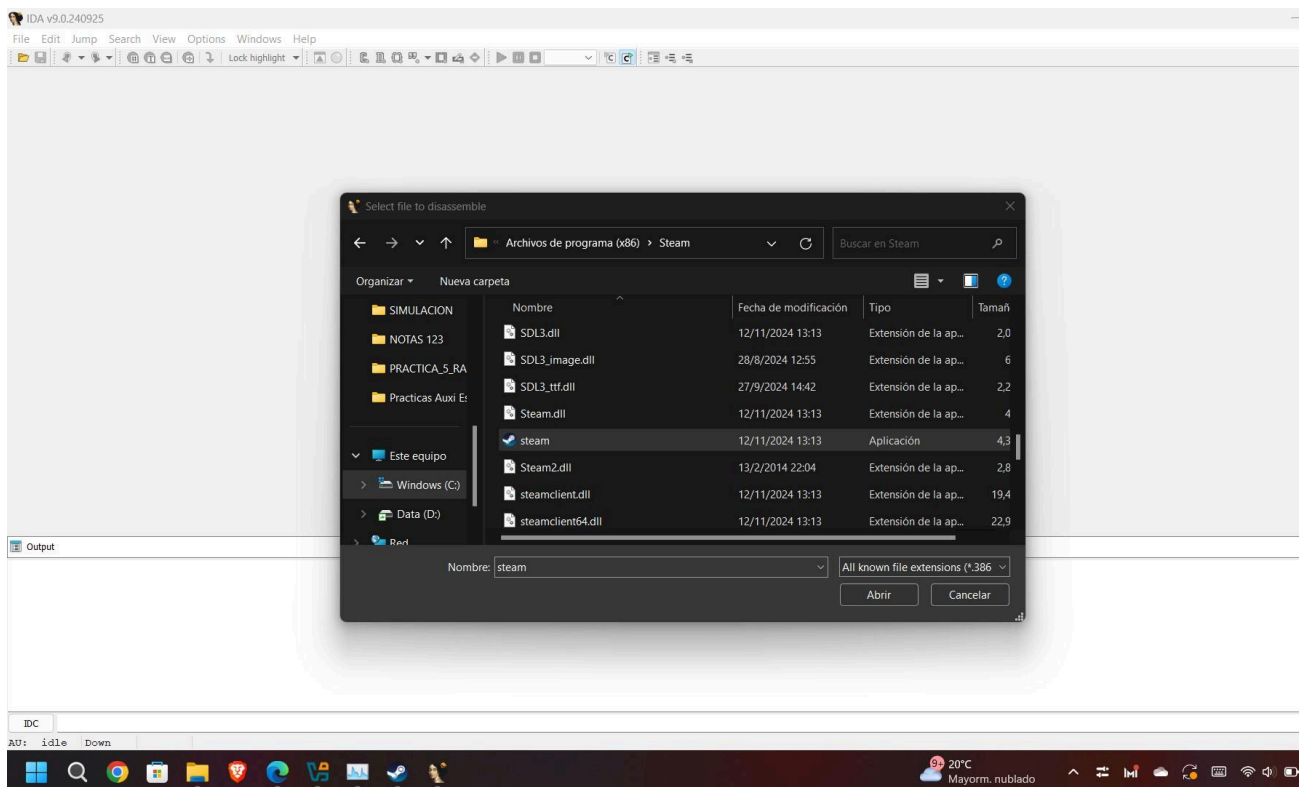 IDA v9.0.240925
File Edit Jump Search View Options Windows Help
Lock highlight
Select file to disassemble
Archivos de programa (x86) > Steam
Buscar en Steam
Organizar Nueva carpeta
Nombre Fecha de modificación Tipo Tamañ
SIMULACION
NOTAS 123
PRACTICA_5_RA
Practicas Auxi Es
Este equipo
Windows (C:)
Data (D:)
Red
SDL3.dll 12/11/2024 13:13 Extensión de la ap... 2,0
SDL3_image.dll 28/8/2024 12:55 Extensión de la ap... 6
SDL3_ttf.dll 27/9/2024 14:42 Extensión de la ap... 2,2
Steam.dll 12/11/2024 13:13 Extensión de la ap... 4
steam 12/11/2024 13:13 Aplicación 4,3
Steam2.dll 13/2/2014 22:04 Extensión de la ap... 2,8
steamclient.dll 12/11/2024 13:13 Extensión de la ap... 19,4
steamclient64.dll 12/11/2024 13:13 Extensión de la ap... 22,9
Output
Nombre: steam All known file extensions (*.386
Abrir Cancelar
IDC
AU: idle Down
9+ 20°C
Mayorm. nublado